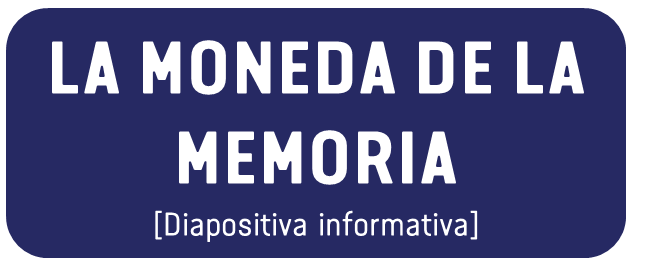 LA MONEDA DE LA
MEMORIA
[Diapositiva informativa]